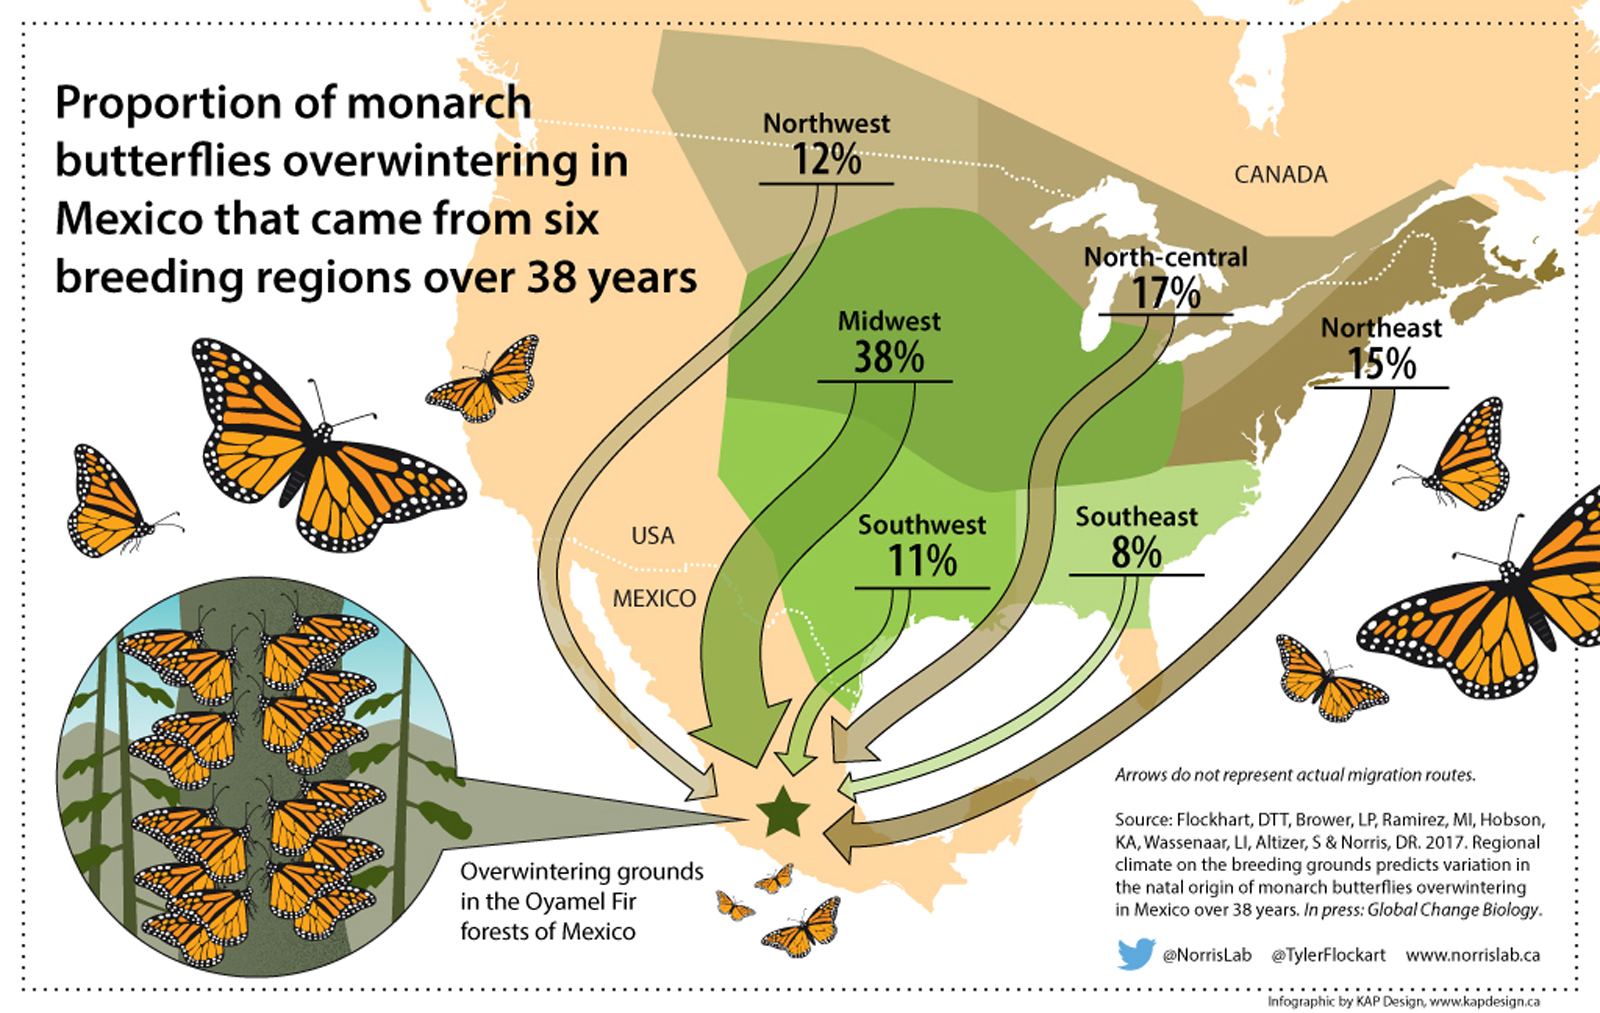 Proportion of monarch
butterflies overwintering in
Mexico that came from six
breeding regions over 38 years
Northwest
12%
CANADA
North-central
17%
Midwest
38%
Northeast
15%
Southwest
11%
Southeast
8%
USA
MEXICO
Overwintering grounds
in the Oyamel Fir
forests of Mexico
Arrows do not represent actual migration routes.
Source: Flockhart, DTT, Brower, LP, Ramirez, MI, Hobson,
KA, Wassenaar, LI, Altizer, S & Norris, DR. 2017. Regional
climate on the breeding grounds predicts variation in
the natal origin of monarch butterflies overwintering
in Mexico over 38 years. In press: Global Change Biology.
@NorrisLab @TylerFlockart www.norrislab.ca
Infographic by KAP Design, www.kapdesign.ca